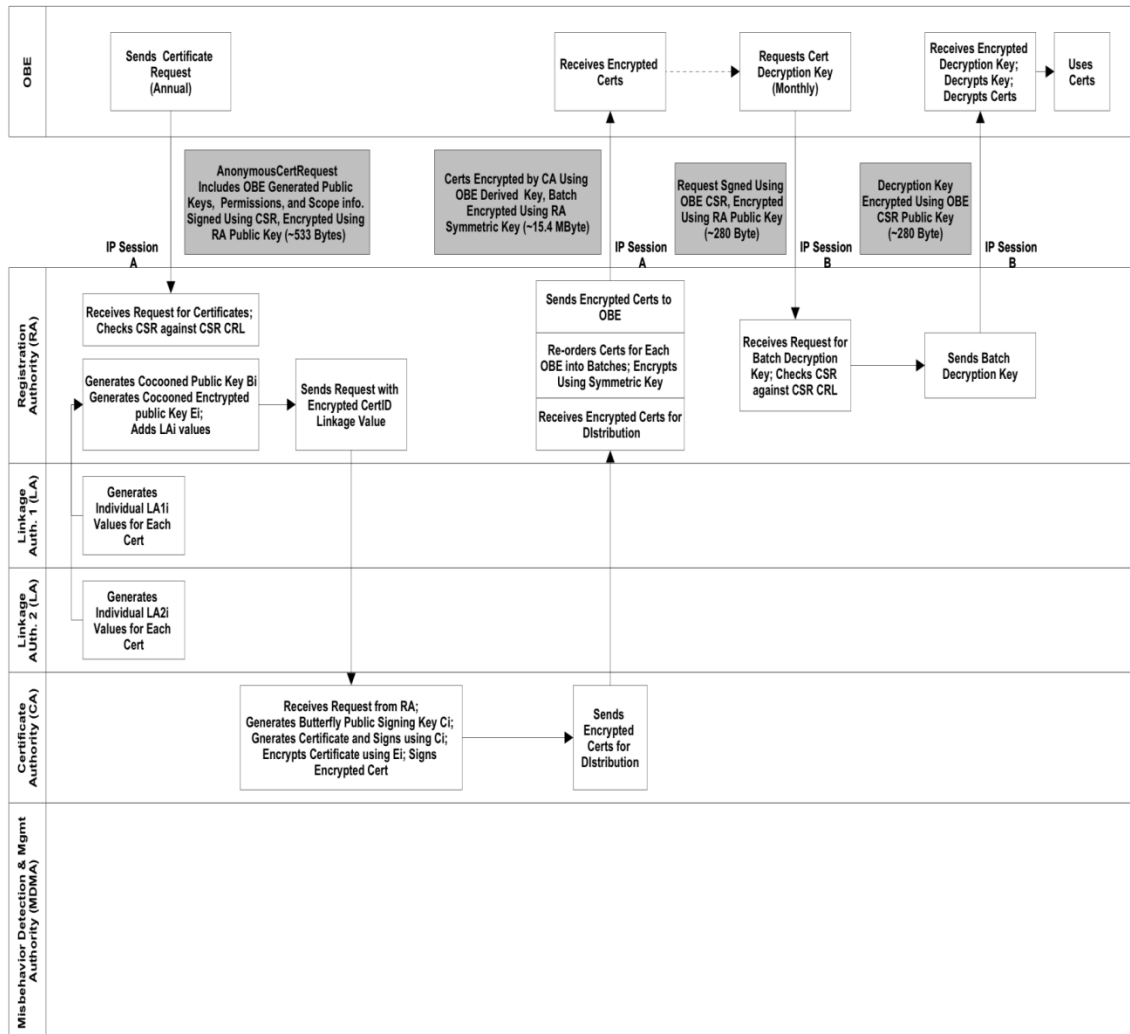 OBE
Sends Certificate
Request
(Annual)
Receives Encrypted
Certs
Requests Cert
Decryption Key
(Monthly)
Receives Encrypted
Decryption Key;
Decrypts Key;
Decrypts Certs
Uses
Certs
AnonymousCertRequest
Includes OBE Generated Public
Keys, Permissions, and Scope info.
Signed Using CSR, Encrypted Using
RA Public Key (~533 Bytes)
Certs Encrypted by CA Using
OBE Derived Key, Batch
Encrypted Using RA
Symmetric Key (~15.4 MByte)
Request Sgned Using
OBE CSR, Encrypted
Using RA Public Key
(~280 Byte)
Decryption Key
Encrypted Using OBE
CSR Public Key
(~280 Byte)
IP Session
A
IP Session
A
IP Session
B
IP Session
B
Registration
Authority (RA)
Receives Request for Certificates;
Checks CSR against CSR CRL
Generates Cocooned Public Key Bi
Generates Cocooned Enctrypted
public Key Ei;
Adds LAi values
Sends Request with
Encrypted CertID
Linkage Value
Sends Encrypted Certs to
OBE
Re-orders Certs for Each
OBE into Batches; Encrypts
Using Symmetric Key
Receives Encrypted Certs for
DIstribution
Receives Request for
Batch Decryption
Key; Checks CSR
against CSR CRL
Sends Batch
Decryption Key
Linkage
Auth. 1 (LA)
Generates
Individual LA1i
Values for Each
Cert
Linkage
AUth. 2 (LA)
Generates
Individual LA2i
Values for Each
Cert
Certificate
Authority (CA)
Receives Request from RA;
Generates Butterfly Public Signing Key Ci;
Gnerates Certificate and Signs using Ci;
Encrypts Certificate using Ei; Signs
Encrypted Cert
Sends
Encrypted
Certs for
DIstribution
Misbehavior Detection & Mgmt
Authority (MDMA)